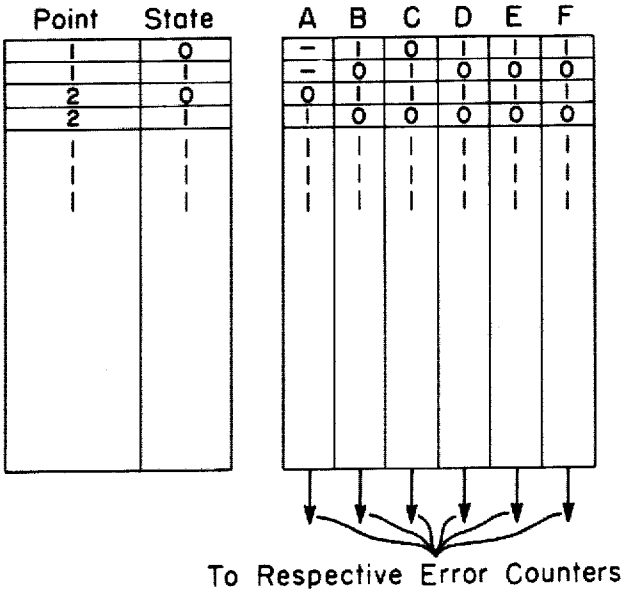 Point State A B C D E F
1 0 – 1 0 1 1 1
1 1 – 0 1 0 0 0
2 0 0 1 1 1 1 1
2 1 1 0 0 0 0 0
To Respective Error Counters